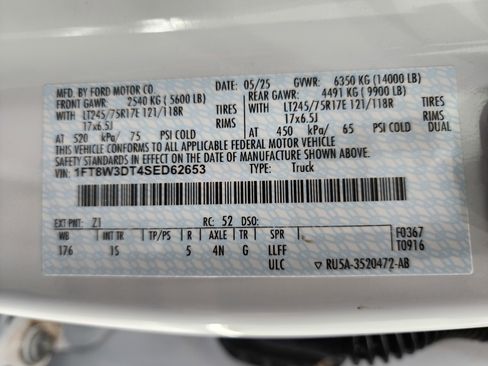 MFD. BY FORD MOTOR CO. 05/25 GVWR: 6350 KG (14000 LB)
FRONT GAWR: 2540 KG (5600 LB) REAR GAWR: 4491 KG (9900 LB)
WITH LT245/75R17E 121/118R TIRES WITH LT245/75R17E 121/118R TIRES
17x6.5J RIMS 17x6.5J RIMS
AT 520 kPa/ 75 PSI COLD AT 450 kPa/ 65 PSI COLD DUAL
THIS VEHICLE CONFORMS TO ALL APPLICABLE FEDERAL MOTOR VEHICLE
SAFETY STANDARDS IN EFFECT ON THE DATE OF MANUFACTURE SHOWN ABOVE.
VIN: 1FT8W3DT4SED62653 TYPE: Truck
EXT PNT: Z1 RC: 52 DSO: F0367
WB INT TR TP/PS R AXLE TR SPR T0916
176 15 5 4N G LLFF
ULC ▽ RU5A-3520472-AB